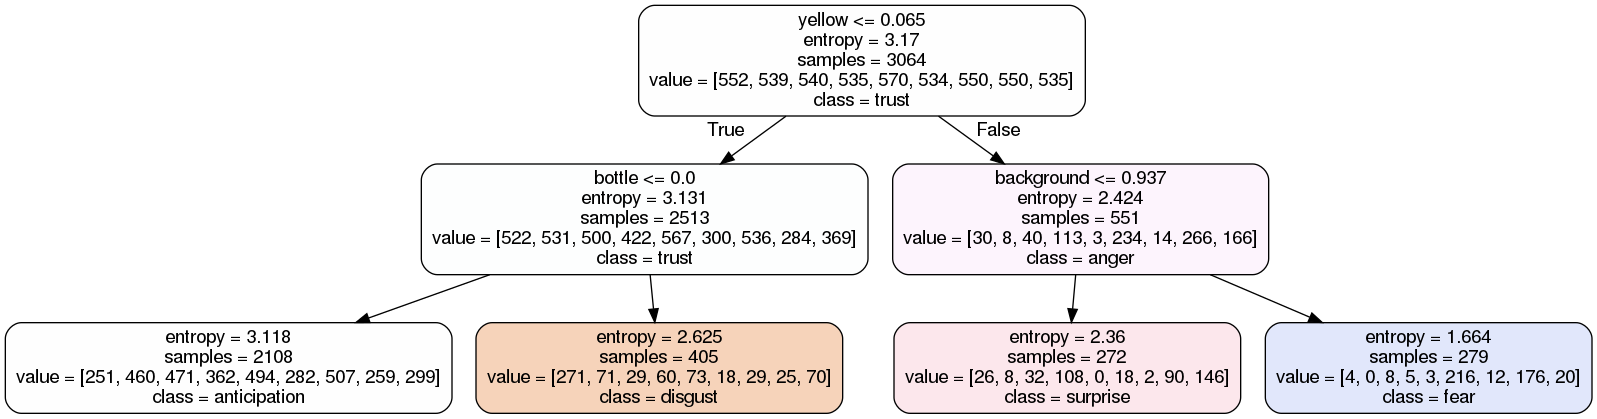 yellow <= 0.065
entropy = 3.17
samples = 3064
value = [552, 539, 540, 535, 570, 534, 550, 550, 535]
class = trust
True
False
bottle <= 0.0
entropy = 3.131
samples = 2513
value = [522, 531, 500, 422, 567, 300, 536, 284, 369]
class = trust
background <= 0.937
entropy = 2.424
samples = 551
value = [30, 8, 40, 113, 3, 234, 14, 266, 166]
class = anger
entropy = 3.118
samples = 2108
value = [251, 460, 471, 362, 494, 282, 507, 259, 299]
class = anticipation
entropy = 2.625
samples = 405
value = [271, 71, 29, 60, 73, 18, 29, 25, 70]
class = disgust
entropy = 2.36
samples = 272
value = [26, 8, 32, 108, 0, 18, 2, 90, 146]
class = surprise
entropy = 1.664
samples = 279
value = [4, 0, 8, 5, 3, 216, 12, 176, 20]
class = fear